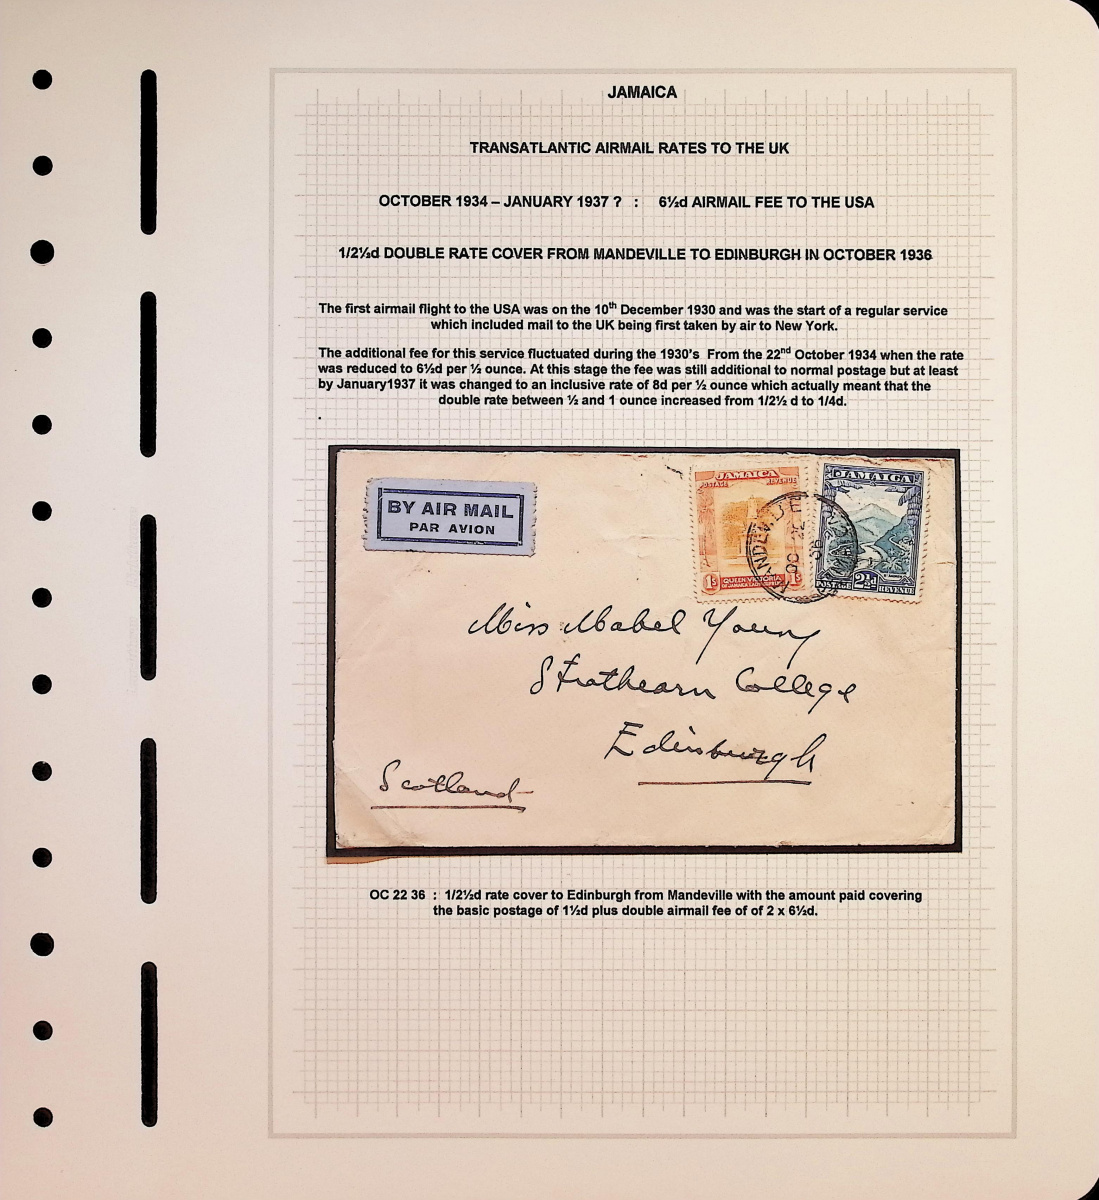 JAMAICA
TRANSATLANTIC AIRMAIL RATES TO THE UK
OCTOBER 1934 – JANUARY 1937 ? : 6½d AIRMAIL FEE TO THE USA
1/2½d DOUBLE RATE COVER FROM MANDEVILLE TO EDINBURGH IN OCTOBER 1936
The first airmail flight to the USA was on the 10th December 1930 and was the start of a regular service
which included mail to the UK being first taken by air to New York.
The additional fee for this service fluctuated during the 1930's From the 22nd October 1934 when the rate
was reduced to 6½d per ½ ounce. At this stage the fee was still additional to normal postage but at least
by January1937 it was changed to an inclusive rate of 8d per ½ ounce which actually meant that the
double rate between ½ and 1 ounce increased from 1/2½ d to 1/4d.
BY AIR MAIL
PAR AVION
JAMAICA
POSTAGE REVENUE
1S 1S
QUEEN VICTORIA
JAMAICA
POSTAGE 2½d REVENUE
OC 22
36
Miss Mabel Young
Strathearn College
Edinburgh
Scotland
OC 22 36 : 1/2½d rate cover to Edinburgh from Mandeville with the amount paid covering
the basic postage of 1½d plus double airmail fee of of 2 x 6½d.